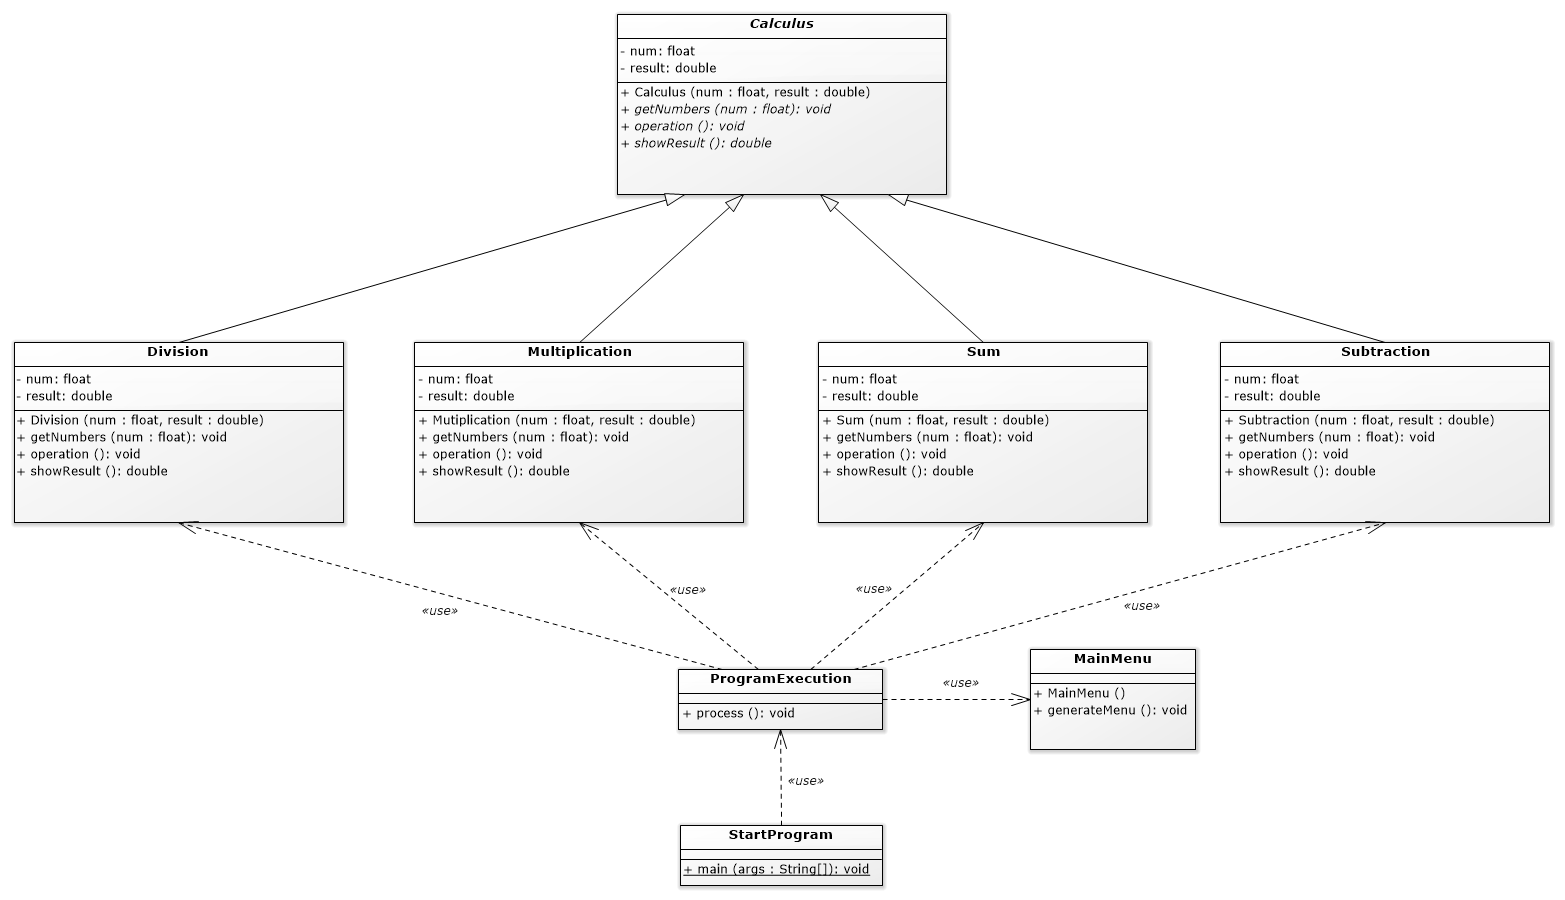 Calculus
- num: float
- result: double
+ Calculus (num : float, result : double)
+ getNumbers (num : float): void
+ operation (): void
+ showResult (): double
Division
- num: float
- result: double
+ Division (num : float, result : double)
+ getNumbers (num : float): void
+ operation (): void
+ showResult (): double
Multiplication
- num: float
- result: double
+ Mutiplication (num : float, result : double)
+ getNumbers (num : float): void
+ operation (): void
+ showResult (): double
Sum
- num: float
- result: double
+ Sum (num : float, result : double)
+ getNumbers (num : float): void
+ operation (): void
+ showResult (): double
Subtraction
- num: float
- result: double
+ Subtraction (num : float, result : double)
+ getNumbers (num : float): void
+ operation (): void
+ showResult (): double
«use»
«use»
«use»
«use»
ProgramExecution
+ process (): void
«use»
MainMenu
+ MainMenu ()
+ generateMenu (): void
«use»
StartProgram
+ main (args : String[]): void